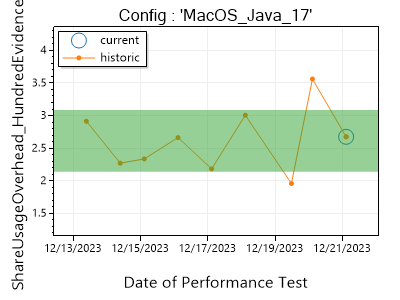 Config : 'MacOS_Java_17'
current
historic
ShareUsageOverhead_HundredEvidence
4
3.5
3
2.5
2
1.5
12/13/2023
12/15/2023
12/17/2023
12/19/2023
12/21/2023
Date of Performance Test